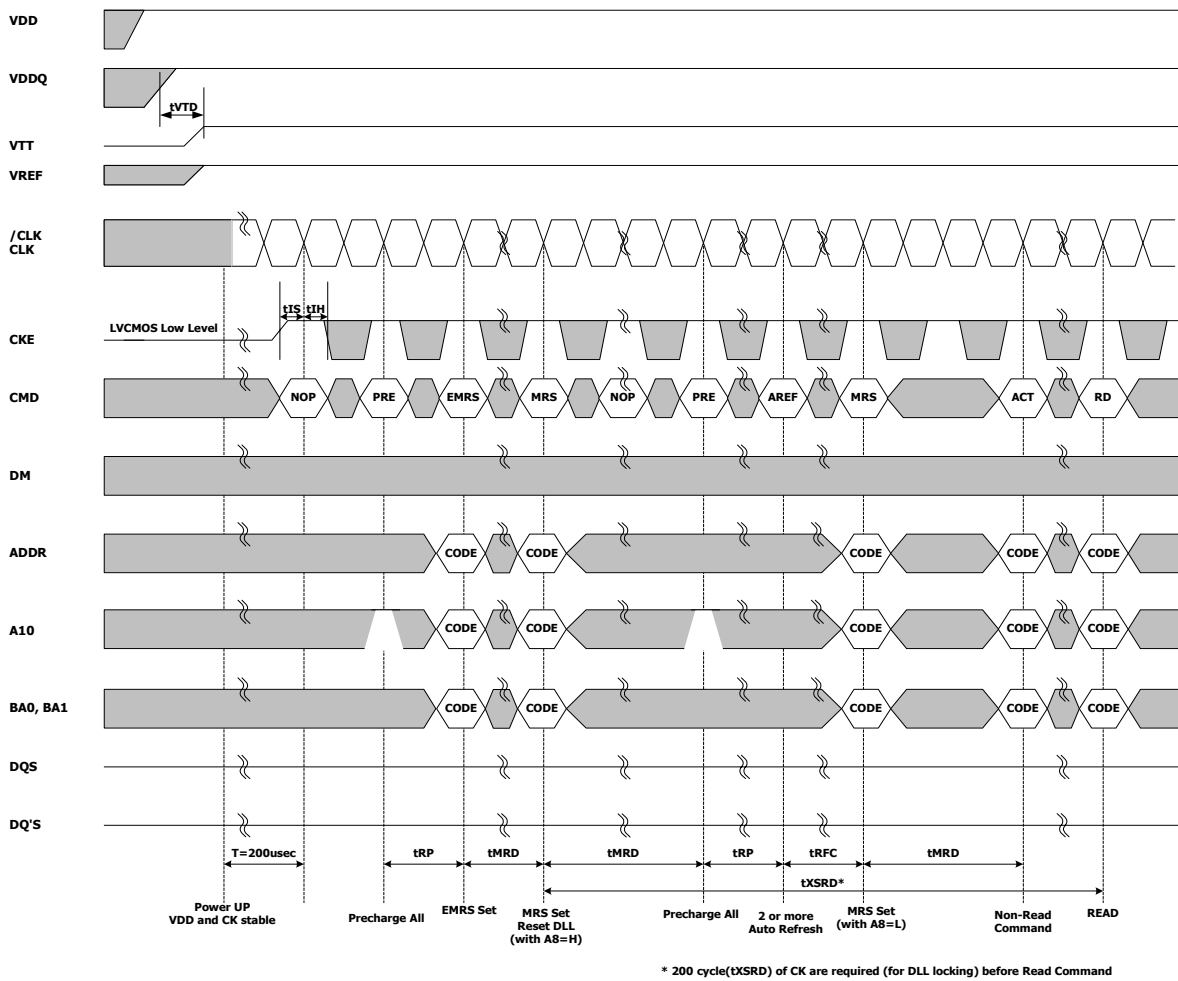 VDD
VDDQ
tVTD
VTT
VREF
/CLK
CLK
tIS tIH
LVCMOS Low Level
CKE
CMD NOP PRE EMRS MRS NOP PRE AREF MRS ACT RD
DM
ADDR CODE CODE CODE CODE CODE
A10 CODE CODE CODE CODE CODE
BA0, BA1 CODE CODE CODE CODE CODE
DQS
DQ'S
T=200usec tRP tMRD tMRD tRP tRFC tMRD
tXSRD*
Power UP
VDD and CK stable
Precharge All
EMRS Set
MRS Set
Reset DLL
(with A8=H)
Precharge All
2 or more
Auto Refresh
MRS Set
(with A8=L)
Non-Read
Command
READ
* 200 cycle(tXSRD) of CK are required (for DLL locking) before Read Command